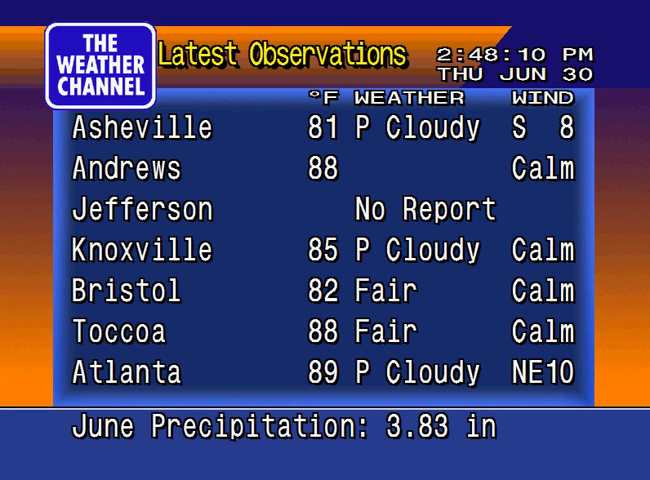 THE
WEATHER
CHANNEL
Latest Observations
2:48:10 PM
THU JUN 30
°F WEATHER WIND
Asheville 81 P Cloudy S 8
Andrews 88 Calm
Jefferson No Report
Knoxville 85 P Cloudy Calm
Bristol 82 Fair Calm
Toccoa 88 Fair Calm
Atlanta 89 P Cloudy NE10
June Precipitation: 3.83 in